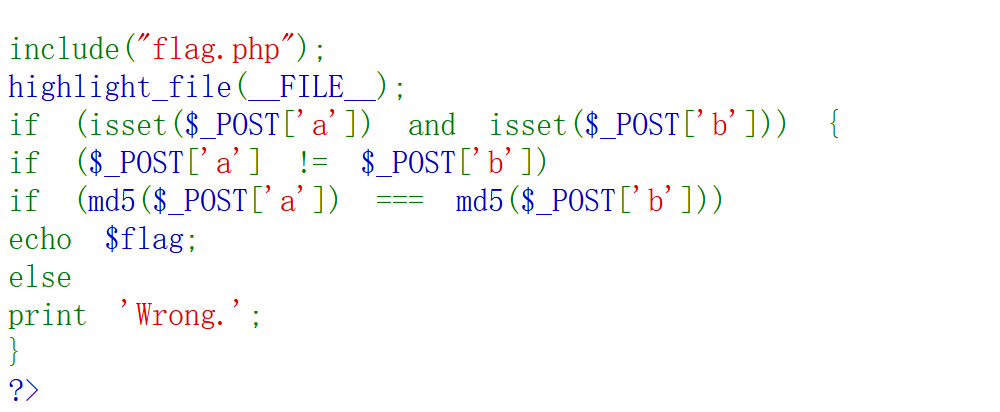 include("flag.php");
highlight_file(__FILE__);
if (isset($_POST['a']) and isset($_POST['b'])) {
if ($_POST['a'] != $_POST['b'])
if (md5($_POST['a']) === md5($_POST['b']))
echo $flag;
else
print 'Wrong.';
}
?>